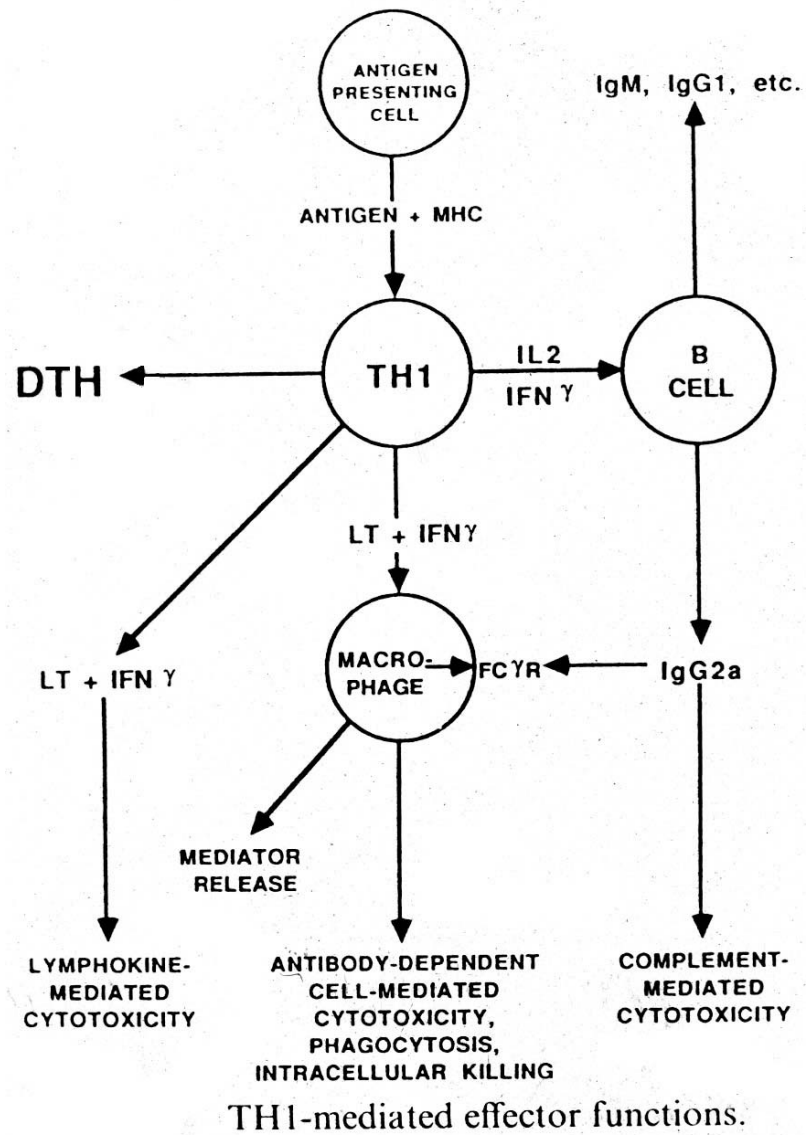 ANTIGEN
PRESENTING
CELL
IgM, IgG1, etc.
ANTIGEN + MHC
DTH
TH1
IL2
IFN γ
B
CELL
LT + IFN γ
MACRO-
PHAGE
FCγR
IgG2a
LT + IFN γ
MEDIATOR
RELEASE
LYMPHOKINE-
MEDIATED
CYTOTOXICITY
ANTIBODY-DEPENDENT
CELL-MEDIATED
CYTOTOXICITY,
PHAGOCYTOSIS,
INTRACELLULAR KILLING
COMPLEMENT-
MEDIATED
CYTOTOXICITY
TH1-mediated effector functions.